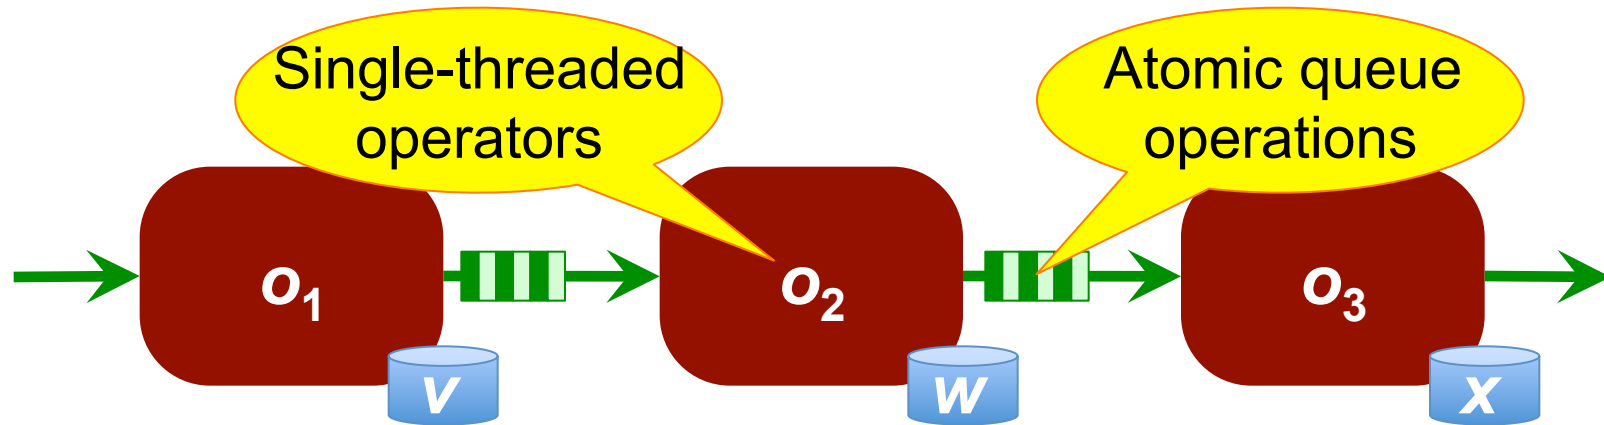 Single-threaded
operators
Atomic queue
operations
o1
o2
o3
v
w
x